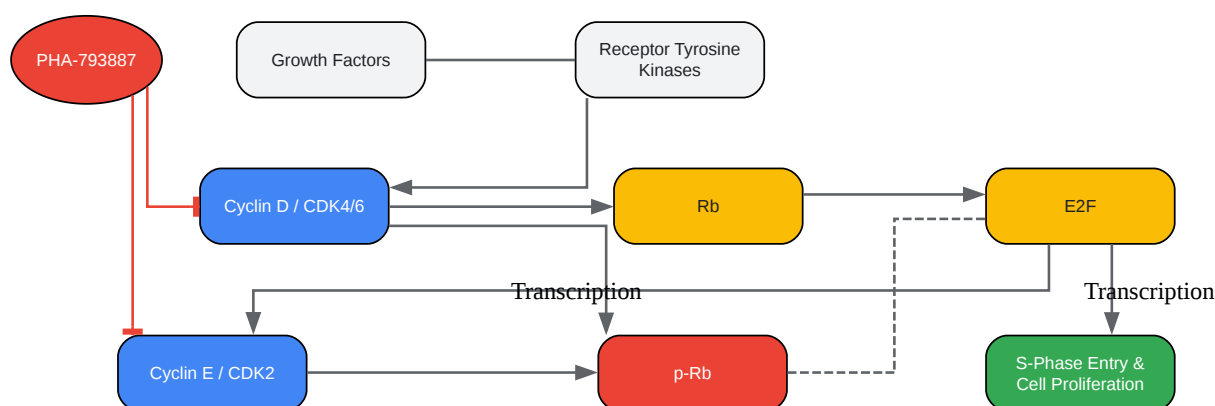 PHA-793887
Growth Factors
Receptor Tyrosine
Kinases
Cyclin D / CDK4/6
Rb
E2F
Transcription
Transcription
Cyclin E / CDK2
p-Rb
S-Phase Entry &
Cell Proliferation